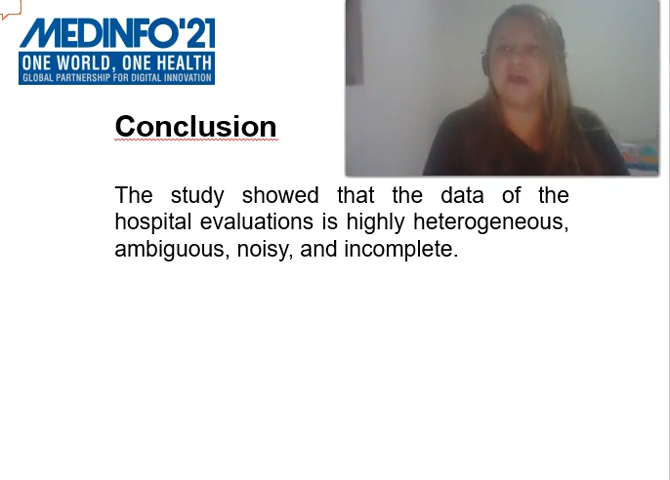 MEDINFO'21
ONE WORLD, ONE HEALTH
GLOBAL PARTNERSHIP FOR DIGITAL INNOVATION
Conclusion
The study showed that the data of the
hospital evaluations is highly heterogeneous,
ambiguous, noisy, and incomplete.